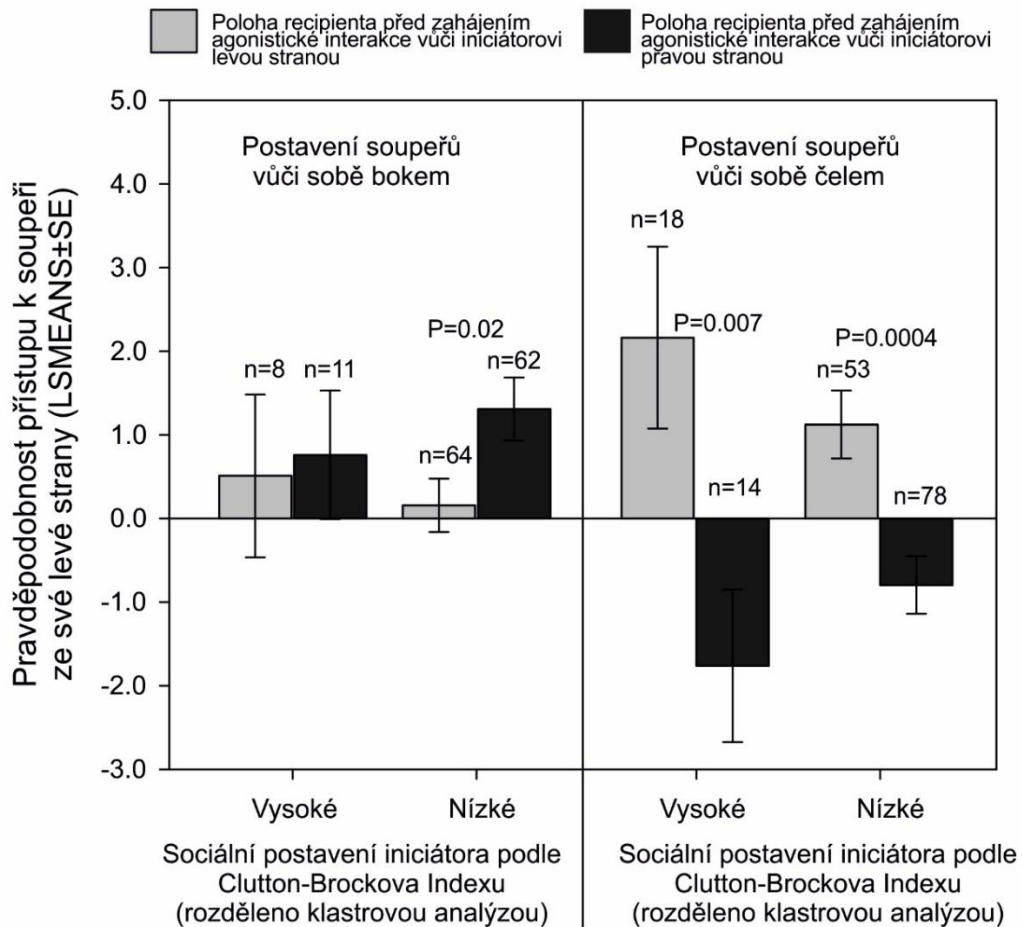 Poloha recipienta před zahájením
agonistické interakce vůči iniciátorovi
levou stranou
Poloha recipienta před zahájením
agonistické interakce vůči iniciátorovi
pravou stranou
Pravděpodobnost přístupu k soupeři
ze své levé strany (LSMEANS±SE)
5.0
4.0
3.0
2.0
1.0
0.0
-1.0
-2.0
-3.0
Postavení soupeřů
vůči sobě bokem
n=8
n=11
P=0.02
n=64
n=62
Postavení soupeřů
vůči sobě čelem
n=18
P=0.007
n=14
P=0.0004
n=53
n=78
Vysoké
Nízké
Sociální postavení iniciátora podle
Clutton-Brockova Indexu
(rozděleno klastrovou analýzou)
Vysoké
Nízké
Sociální postavení iniciátora podle
Clutton-Brockova Indexu
(rozděleno klastrovou analýzou)